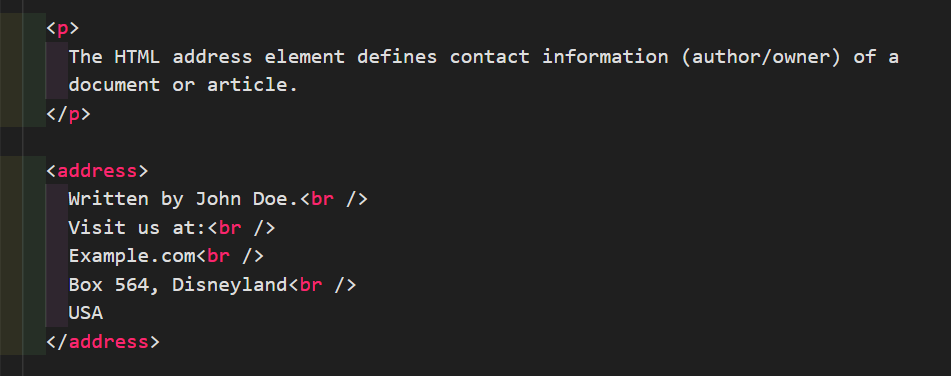 <p>
The HTML address element defines contact information (author/owner) of a
document or article.
</p>
<address>
Written by John Doe.<br />
Visit us at:<br />
Example.com<br />
Box 564, Disneyland<br />
USA
</address>